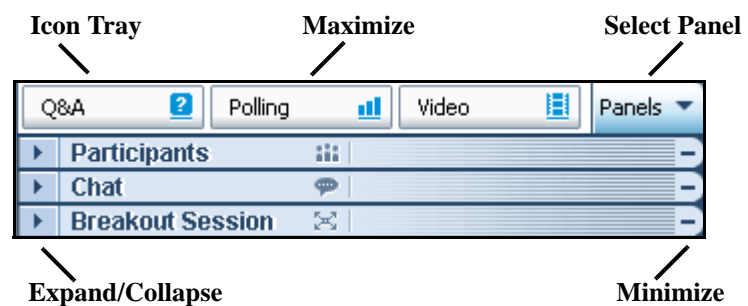 Icon Tray Maximize Select Panel
Q&A Polling Video Panels
Participants
Chat
Breakout Session
Expand/Collapse Minimize